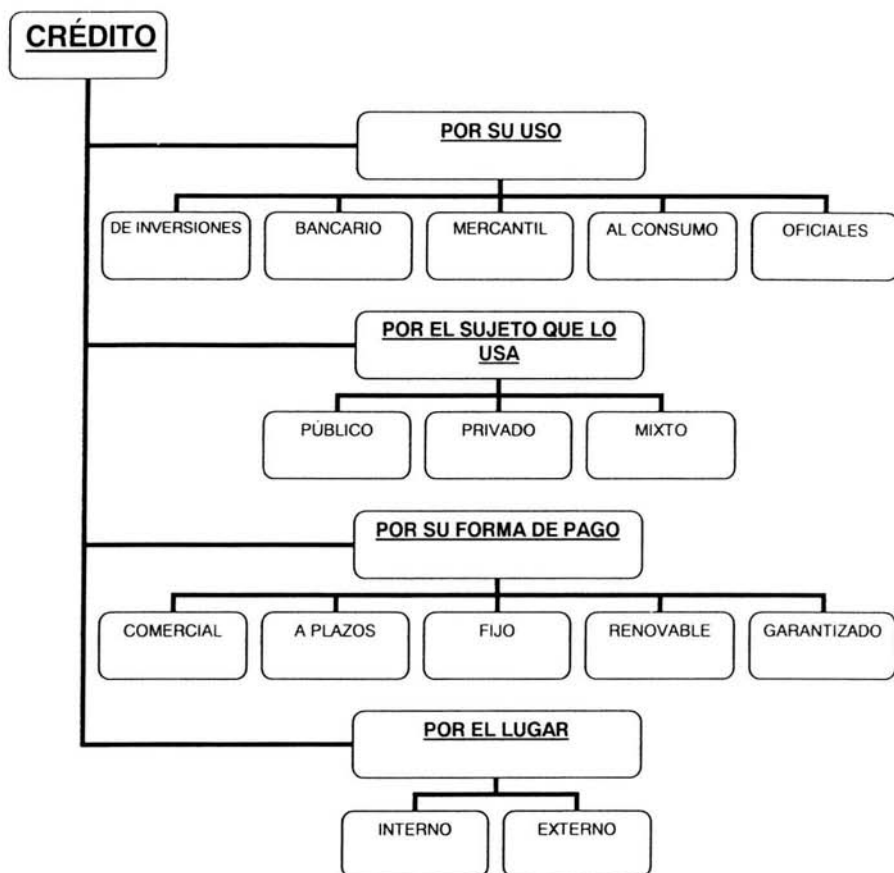 CRÉDITO
POR SU USO
DE INVERSIONES
BANCARIO
MERCANTIL
AL CONSUMO
OFICIALES
POR EL SUJETO QUE LO
USA
PÚBLICO
PRIVADO
MIXTO
POR SU FORMA DE PAGO
COMERCIAL
A PLAZOS
FIJO
RENOVABLE
GARANTIZADO
POR EL LUGAR
INTERNO
EXTERNO